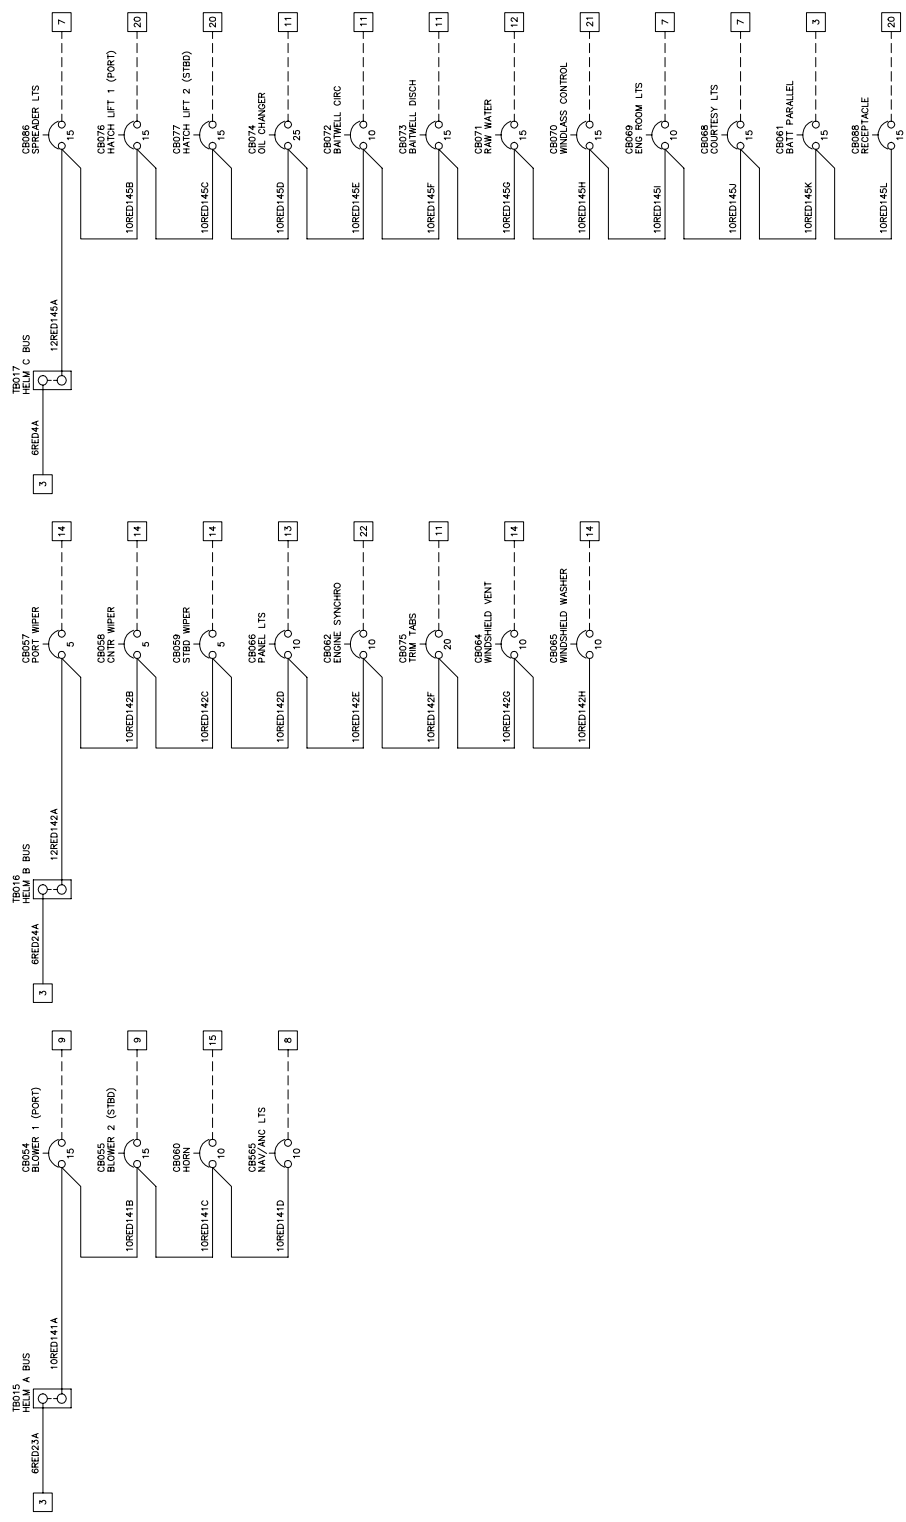 3
6RED23A
TB015
HELM A BUS
10RED141A
CB054
BLOWER 1 (PORT)
15
9
10RED141B
CB055
BLOWER 2 (STBD)
15
9
10RED141C
CB060
HORN
10
15
10RED141D
CB565
NAV/ANC LTS
10
8
3
6RED24A
TB016
HELM B BUS
12RED142A
CB057
PORT WIPER
5
14
10RED142B
CB058
CNTR WIPER
5
14
10RED142C
CB059
STBD WIPER
5
14
10RED142D
CB066
PANEL LTS
10
13
10RED142E
CB062
ENGINE SYNCHRO
10
22
10RED142F
CB075
TRIM TABS
20
11
10RED142G
CB064
WINDSHIELD VENT
10
14
10RED142H
CB065
WINDSHIELD WASHER
10
14
3
6RED4A
TB017
HELM C BUS
12RED145A
CB086
SPREADER LTS
15
7
10RED145B
CB076
HATCH LIFT 1 (PORT)
15
20
10RED145C
CB077
HATCH LIFT 2 (STBD)
15
20
10RED145D
CB074
OIL CHANGER
25
11
10RED145E
CB072
BAITWELL CIRC
10
11
10RED145F
CB073
BAITWELL DISCH
15
11
10RED145G
CB071
RAW WATER
15
12
10RED145H
CB070
WINDLASS CONTROL
15
21
10RED145I
CB069
ENG ROOM LTS
10
7
10RED145J
CB068
COURTESY LTS
15
7
10RED145K
CB061
BATT PARALLEL
15
3
10RED145L
CB088
RECEPTACLE
15
20